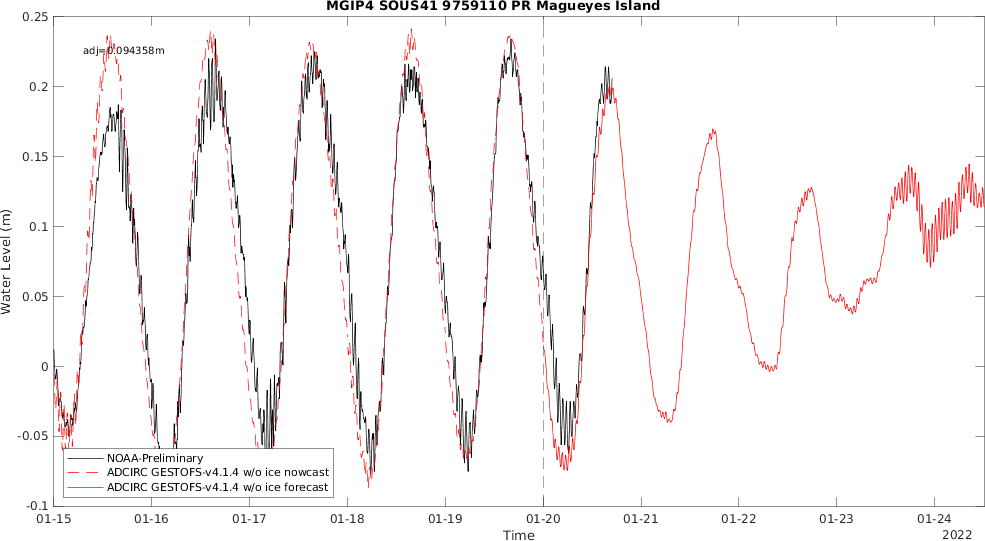 MGIP4 SOUS41 9759110 PR Magueyes Island
0.25
adj=0.094358m
0.2
0.15
0.1
0.05
0
-0.05
-0.1
Water Level (m)
NOAA-Preliminary
ADCIRC GESTOFS-v4.1.4 w/o ice nowcast
ADCIRC GESTOFS-v4.1.4 w/o ice forecast
01-15 01-16 01-17 01-18 01-19 01-20 01-21 01-22 01-23 01-24
Time
2022